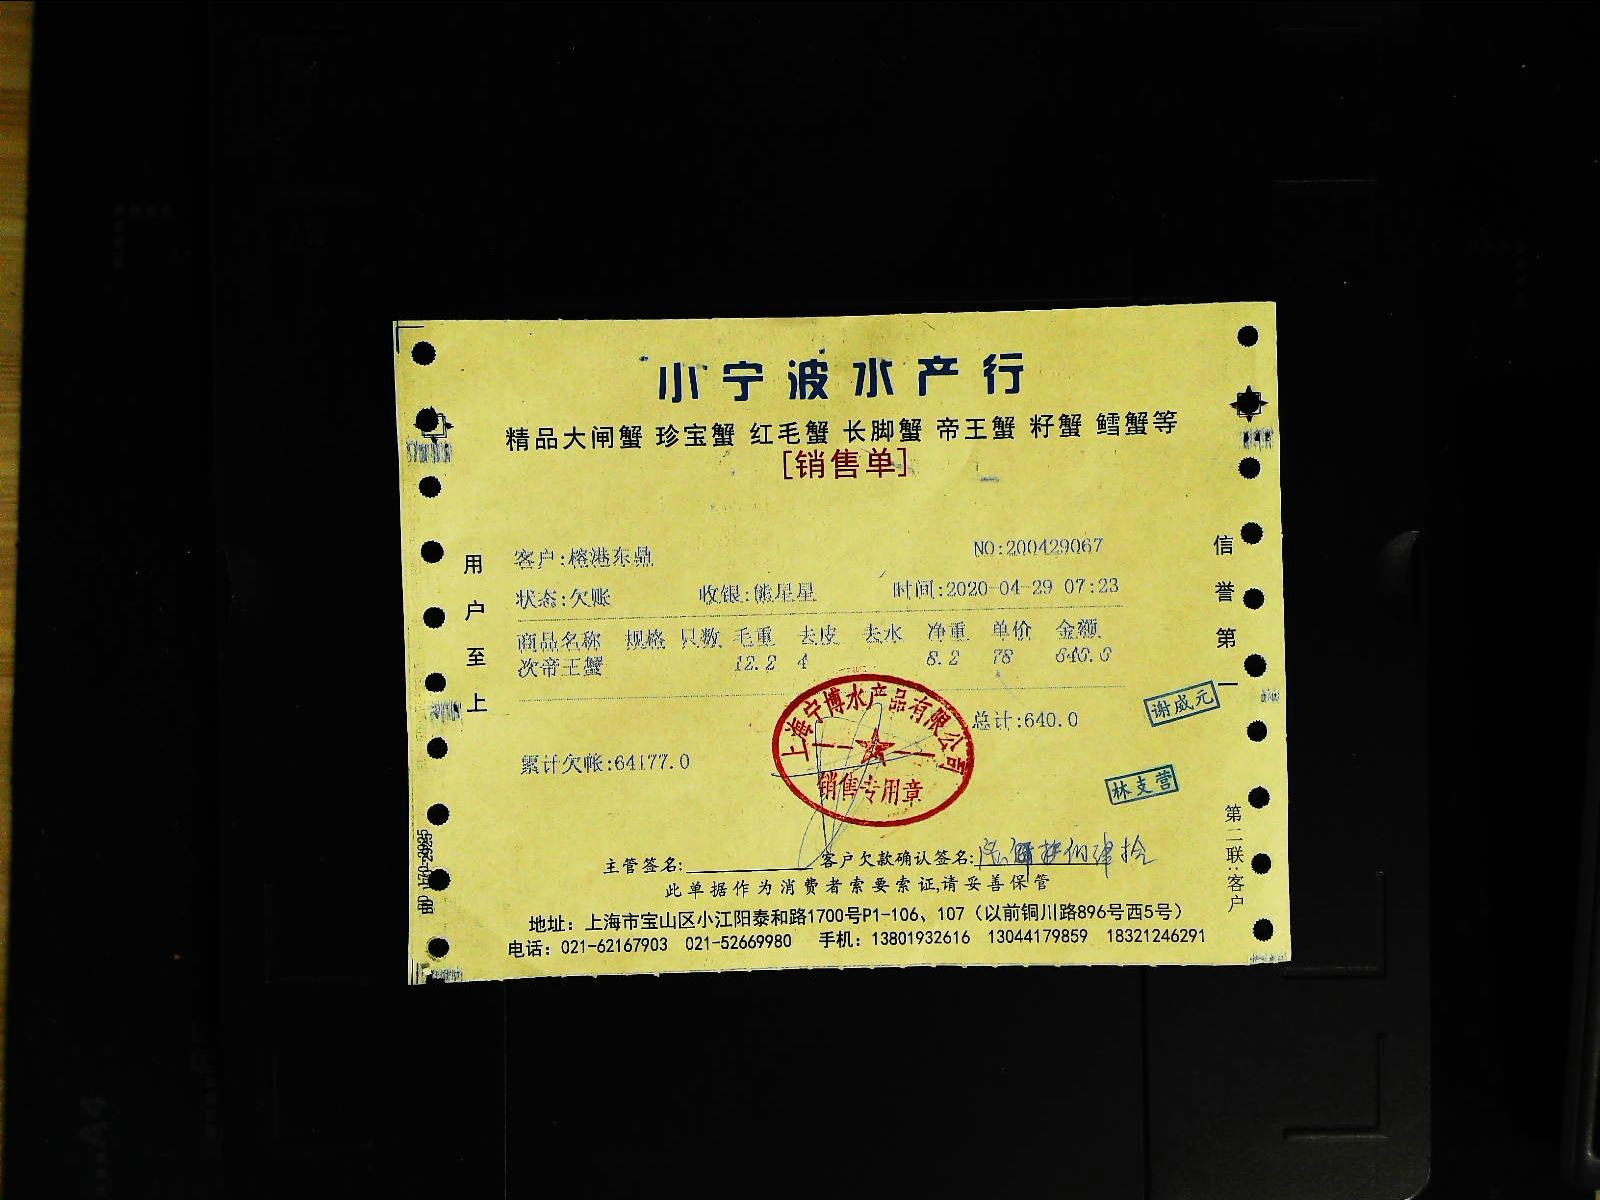 小宁波水产行
精品大闸蟹 珍宝蟹 红毛蟹 长脚蟹 帝王蟹 籽蟹 鳕蟹等
[销售单]
客户:榕港东鼎 NO:200429067
状态:欠账 收银:熊星星 时间:2020-04-29 07:23
商品名称 规格 只数 毛重 去皮 去水 净重 单价 金额
次帝王蟹 12.2 4 8.2 78 640.0
总计:640.0
累计欠帐:64177.0
上海宁博水产品有限公司
销售专用章
谢威元
林支营
主管签名: 客户欠款确认签名:
此单据作为消费者索要索证,请妥善保管
地址：上海市宝山区小江阳泰和路1700号P1-106、107（以前铜川路896号西5号）
电话：021-62167903 021-52669980 手机：13801932616 13044179859 18321246291
用户至上
信誉第一
第二联:客户